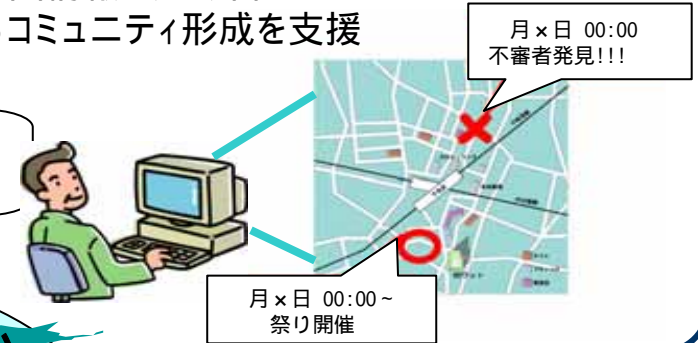 コミュニティ形成を支援
月×日 00:00
不審者発見!!!
月×日 00:00~
祭り開催